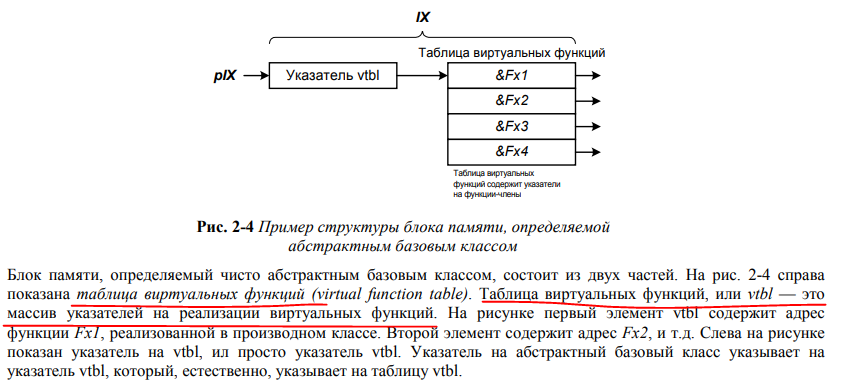 IX
Таблица виртуальных функций
pIX
Указатель vtbl
&Fx1
&Fx2
&Fx3
&Fx4
Таблица виртуальных
функций содержит указатели
на функции-члены
Рис. 2-4 Пример структуры блока памяти, определяемой
абстрактным базовым классом
Блок памяти, определяемый чисто абстрактным базовым классом, состоит из двух частей. На рис. 2-4 справа
показана таблица виртуальных функций (virtual function table). Таблица виртуальных функций, или vtbl — это
массив указателей на реализации виртуальных функций. На рисунке первый элемент vtbl содержит адрес
функции Fx1, реализованной в производном классе. Второй элемент содержит адрес Fx2, и т.д. Слева на рисунке
показан указатель на vtbl, ил просто указатель vtbl. Указатель на абстрактный базовый класс указывает на
указатель vtbl, который, естественно, указывает на таблицу vtbl.